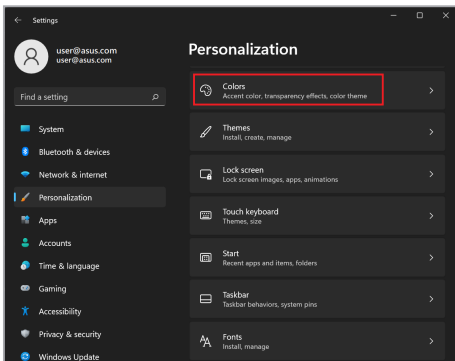 Settings
user@asus.com
user@asus.com
Find a setting
System
Bluetooth & devices
Network & internet
Personalization
Apps
Accounts
Time & language
Gaming
Accessibility
Privacy & security
Windows Update
Personalization
Colors
Accent color, transparency effects, color theme
Themes
Install, create, manage
Lock screen
Lock screen images, apps, animations
Touch keyboard
Themes, size
Start
Recent apps and items, folders
Taskbar
Taskbar behaviors, system pins
Fonts
Install, manage